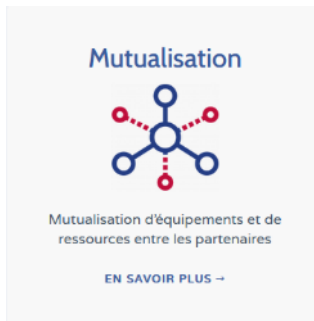 Mutualisation
Mutualisation d'équipements et de
ressources entre les partenaires
EN SAVOIR PLUS →